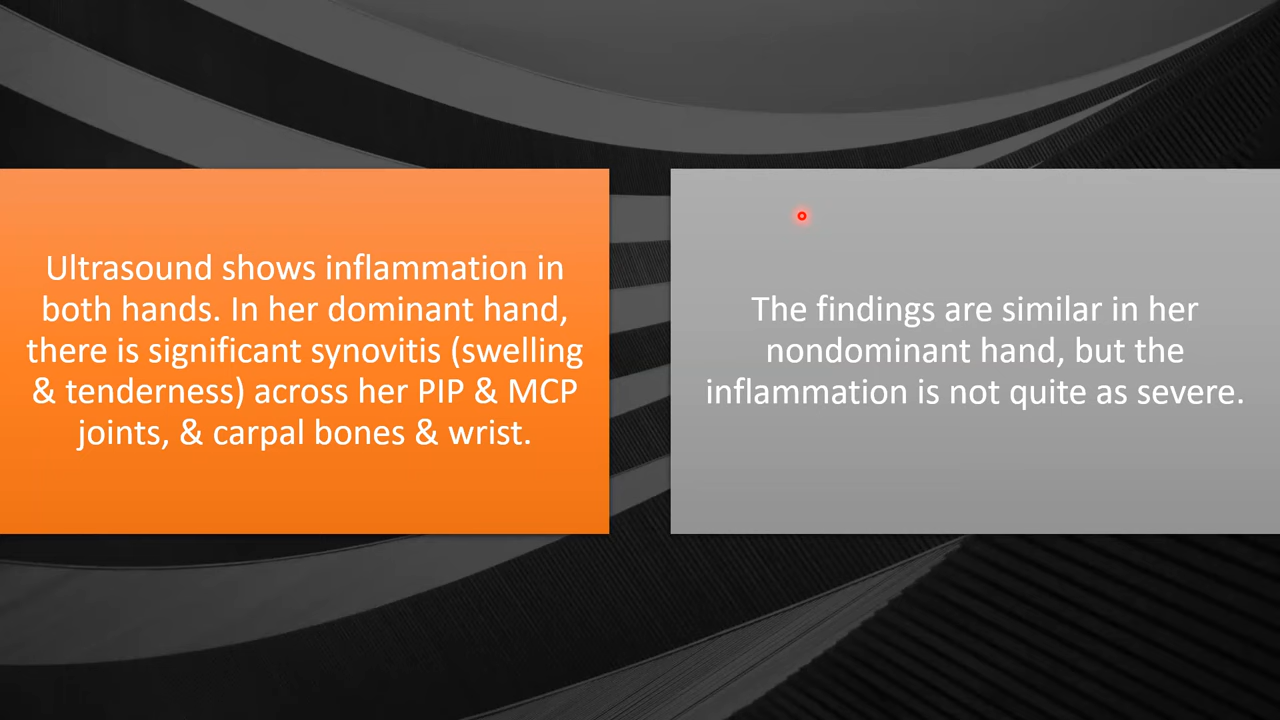 Ultrasound shows inflammation in
both hands. In her dominant hand,
there is significant synovitis (swelling
& tenderness) across her PIP & MCP
joints, & carpal bones & wrist.
The findings are similar in her
nondominant hand, but the
inflammation is not quite as severe.